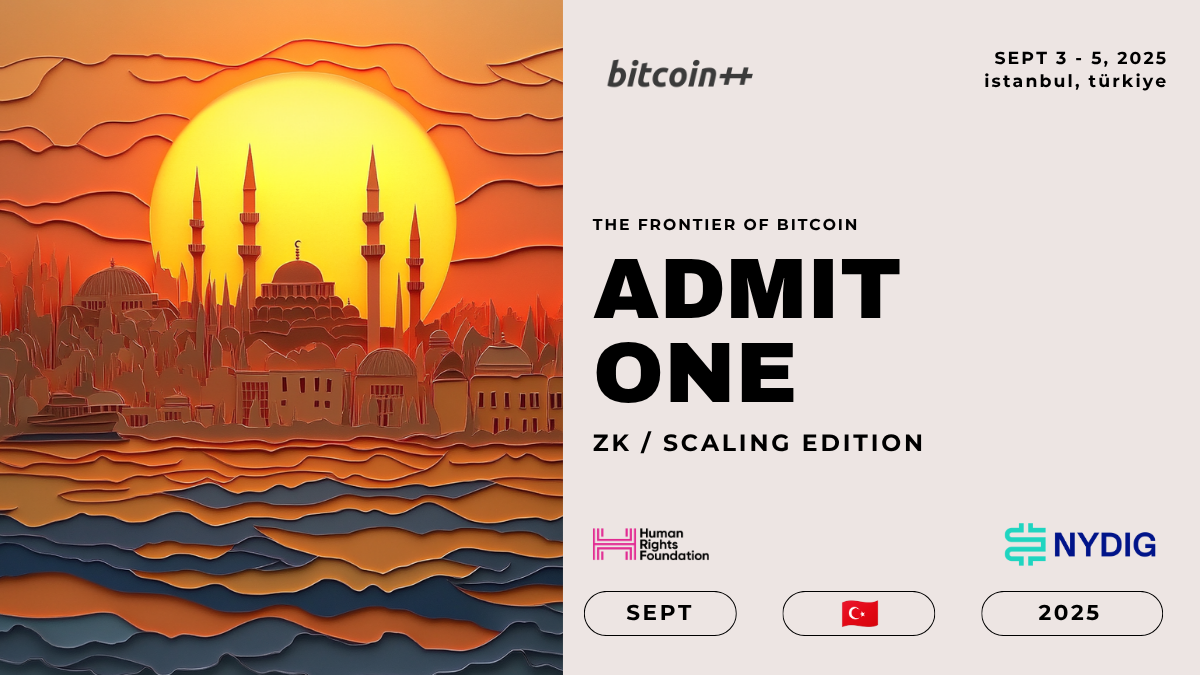 bitcoin++
SEPT 3 - 5, 2025
istanbul, türkiye
THE FRONTIER OF BITCOIN
ADMIT
ONE
ZK / SCALING EDITION
Human
Rights
Foundation
NYDIG
SEPT
2025